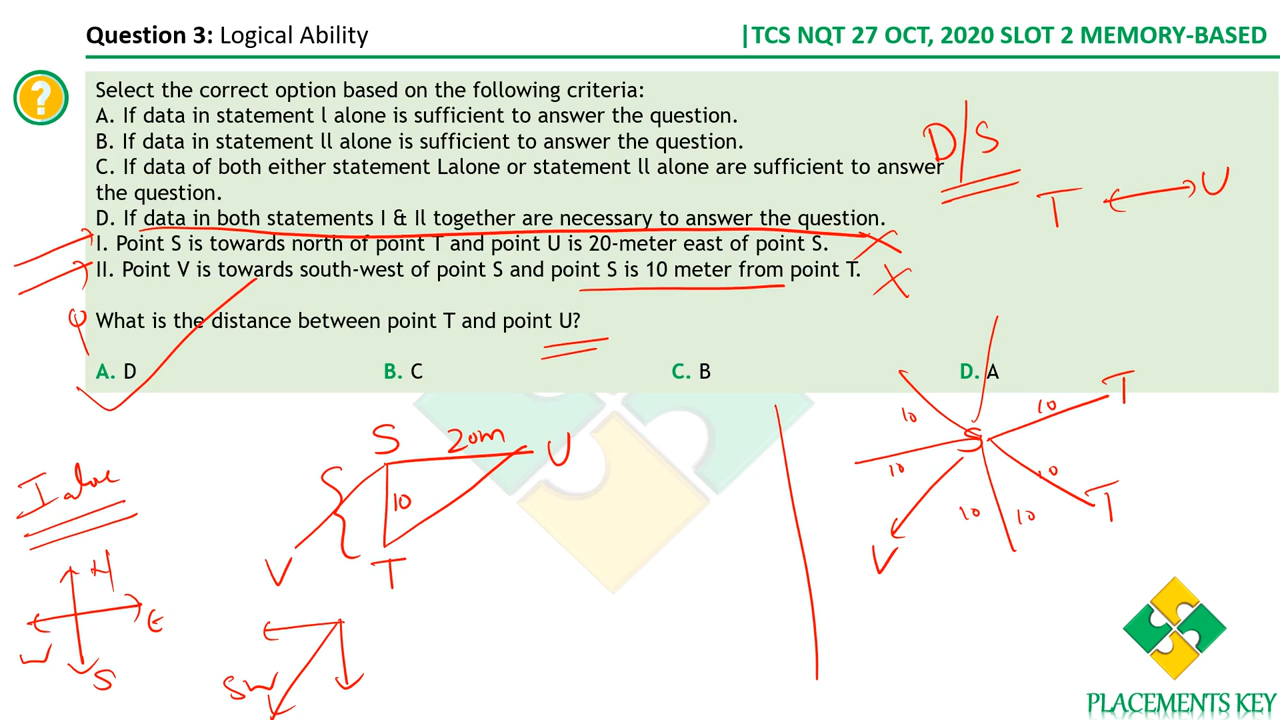 Question 3: Logical Ability
|TCS NQT 27 OCT, 2020 SLOT 2 MEMORY-BASED
?
Select the correct option based on the following criteria:
A. If data in statement l alone is sufficient to answer the question.
B. If data in statement ll alone is sufficient to answer the question.
C. If data of both either statement Lalone or statement ll alone are sufficient to answer
the question.
D. If data in both statements I & Il together are necessary to answer the question.
I. Point S is towards north of point T and point U is 20-meter east of point S.
II. Point V is towards south-west of point S and point S is 10 meter from point T.
What is the distance between point T and point U?
A. D
B. C
C. B
D. A
D/S
T
U
S
20m
U
10
V
T
I
N
E
W
S
SW
S
10
10
10
10
10
10
T
T
V
PLACEMENTS KEY